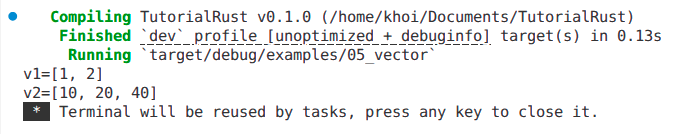 Compiling TutorialRust v0.1.0 (/home/khoi/Documents/TutorialRust)
Finished `dev` profile [unoptimized + debuginfo] target(s) in 0.13s
Running `target/debug/examples/05_vector`
v1=[1, 2]
v2=[10, 20, 40]
* Terminal will be reused by tasks, press any key to close it.